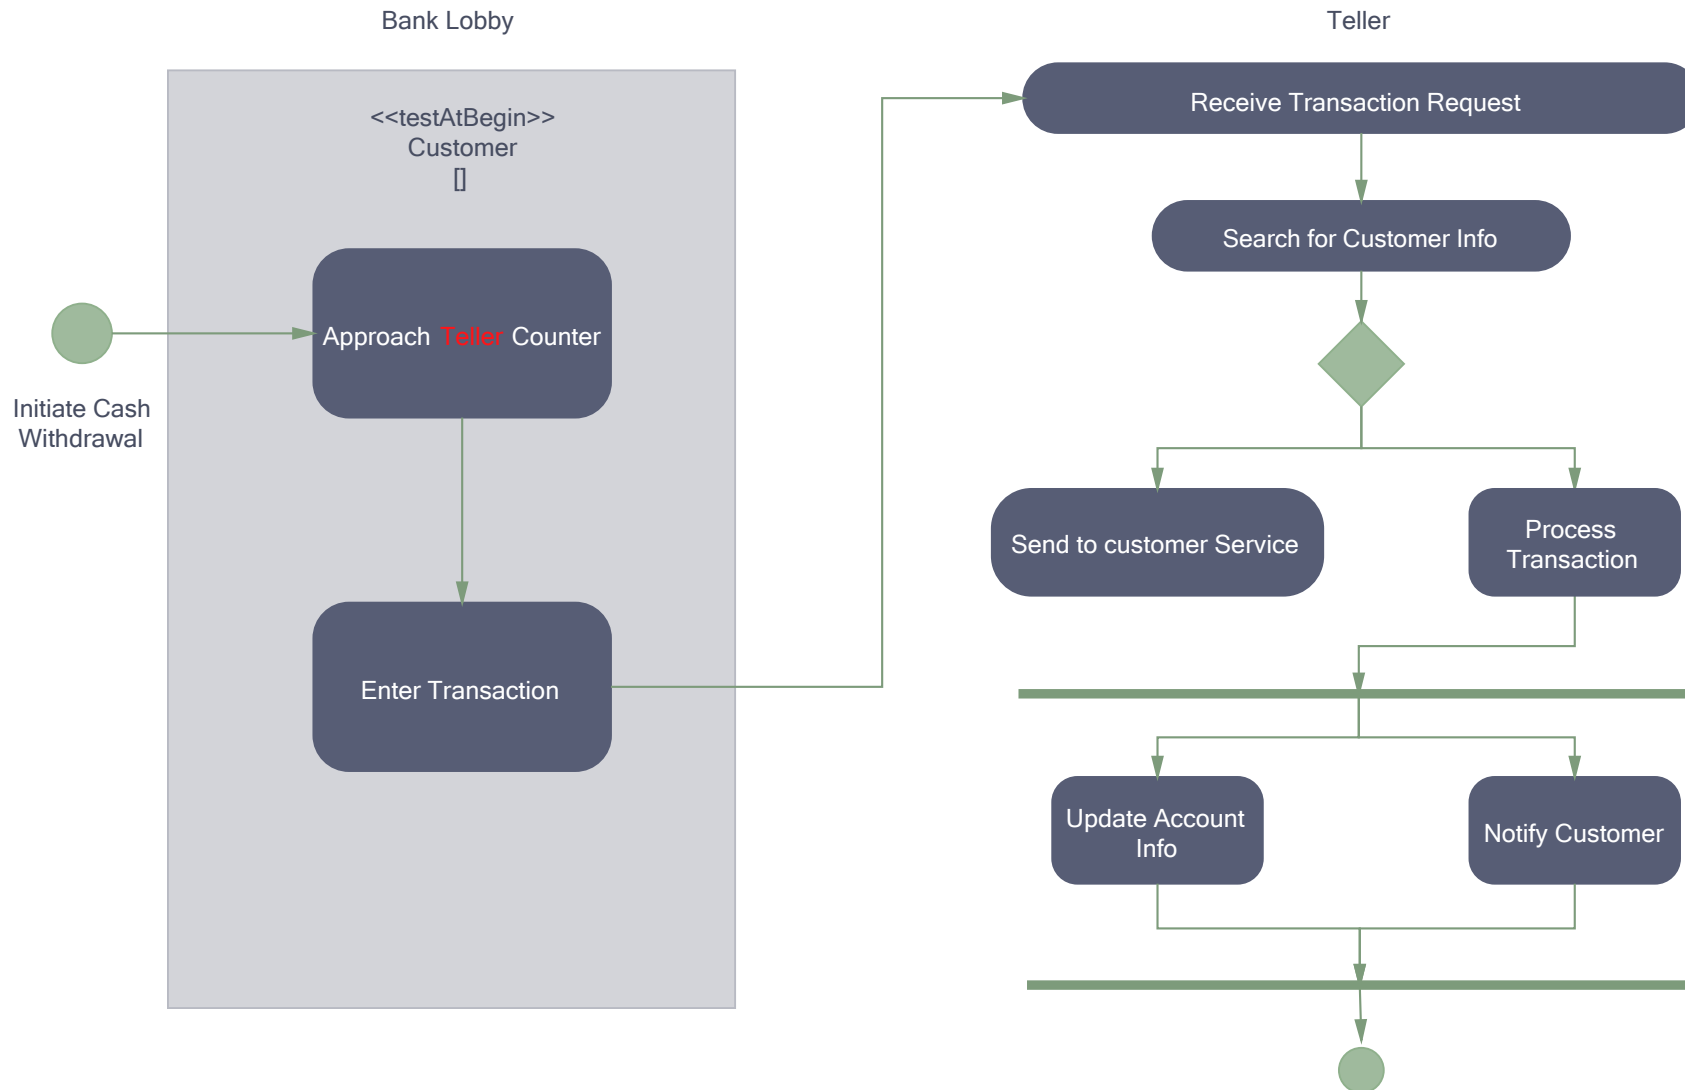 Bank Lobby
Teller
<<testAtBegin>>
Customer
[]
Approach Teller Counter
Initiate Cash
Withdrawal
Enter Transaction
Receive Transaction Request
Search for Customer Info
Send to customer Service
Process
Transaction
Update Account
Info
Notify Customer